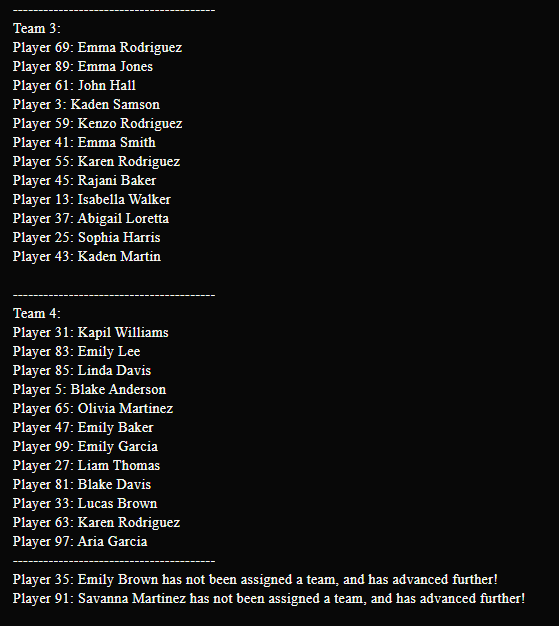 -----------------------------------------
Team 3:
Player 69: Emma Rodriguez
Player 89: Emma Jones
Player 61: John Hall
Player 3: Kaden Samson
Player 59: Kenzo Rodriguez
Player 41: Emma Smith
Player 55: Karen Rodriguez
Player 45: Rajani Baker
Player 13: Isabella Walker
Player 37: Abigail Loretta
Player 25: Sophia Harris
Player 43: Kaden Martin
-----------------------------------------
Team 4:
Player 31: Kapil Williams
Player 83: Emily Lee
Player 85: Linda Davis
Player 5: Blake Anderson
Player 65: Olivia Martinez
Player 47: Emily Baker
Player 99: Emily Garcia
Player 27: Liam Thomas
Player 81: Blake Davis
Player 33: Lucas Brown
Player 63: Karen Rodriguez
Player 97: Aria Garcia
-----------------------------------------
Player 35: Emily Brown has not been assigned a team, and has advanced further!
Player 91: Savanna Martinez has not been assigned a team, and has advanced further!